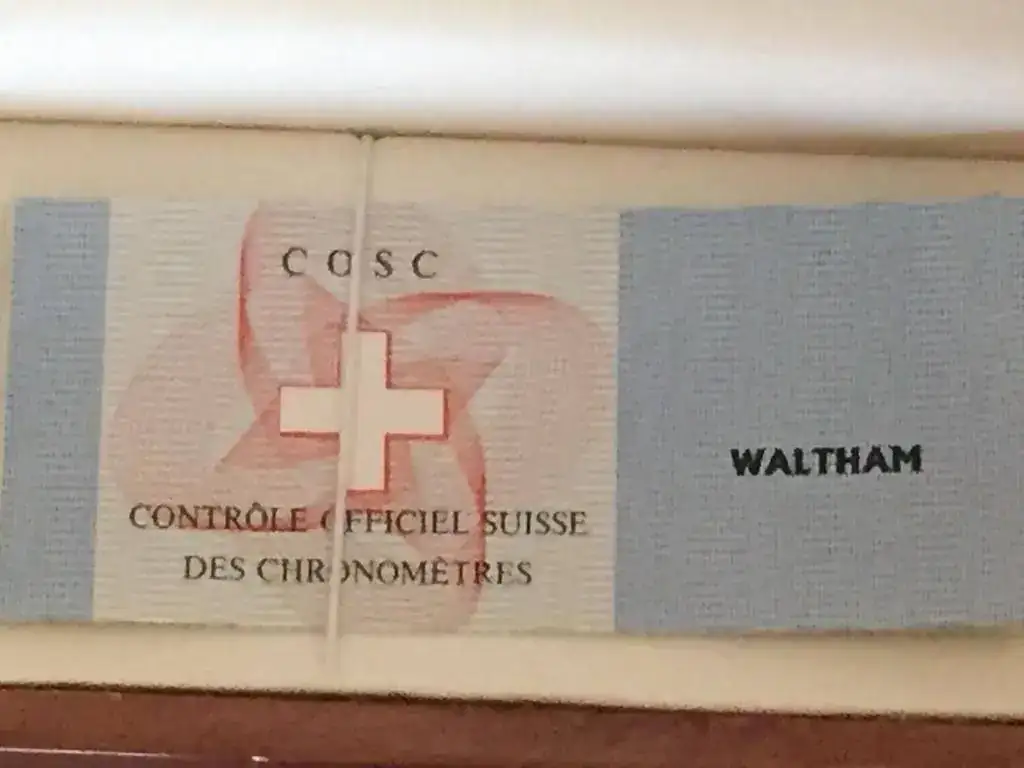 COSC
CONTRÔLE OFFICIEL SUISSE
DES CHRONOMÈTRES
WALTHAM